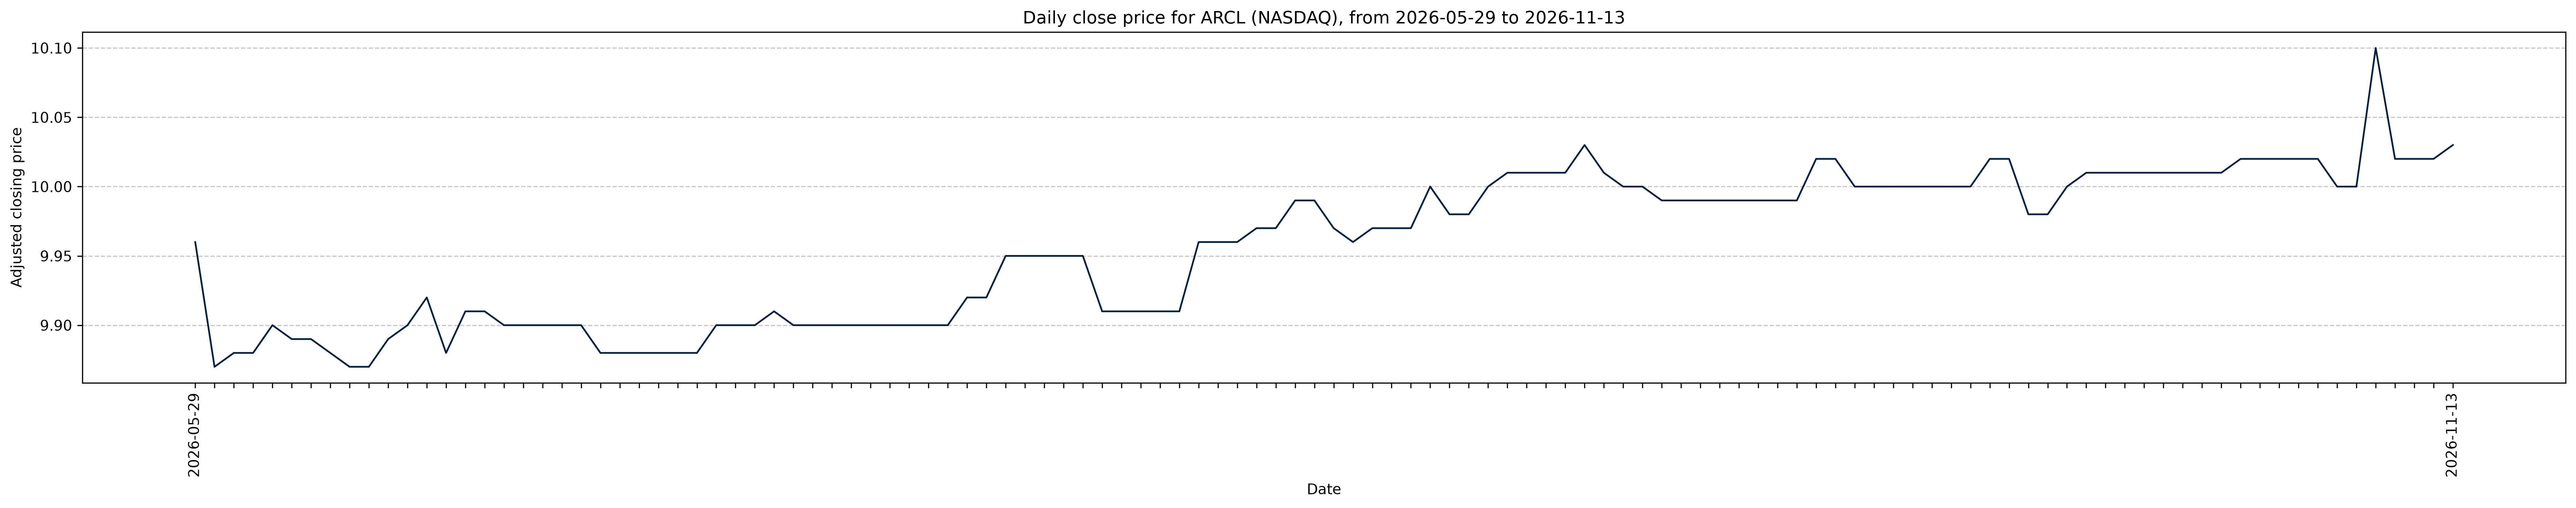 Daily close price for ARCL (NASDAQ), from 2026-05-29 to 2026-11-13
10.10
10.05
10.00
9.95
9.90
Adjusted closing price
2026-05-29
2026-11-13
Date